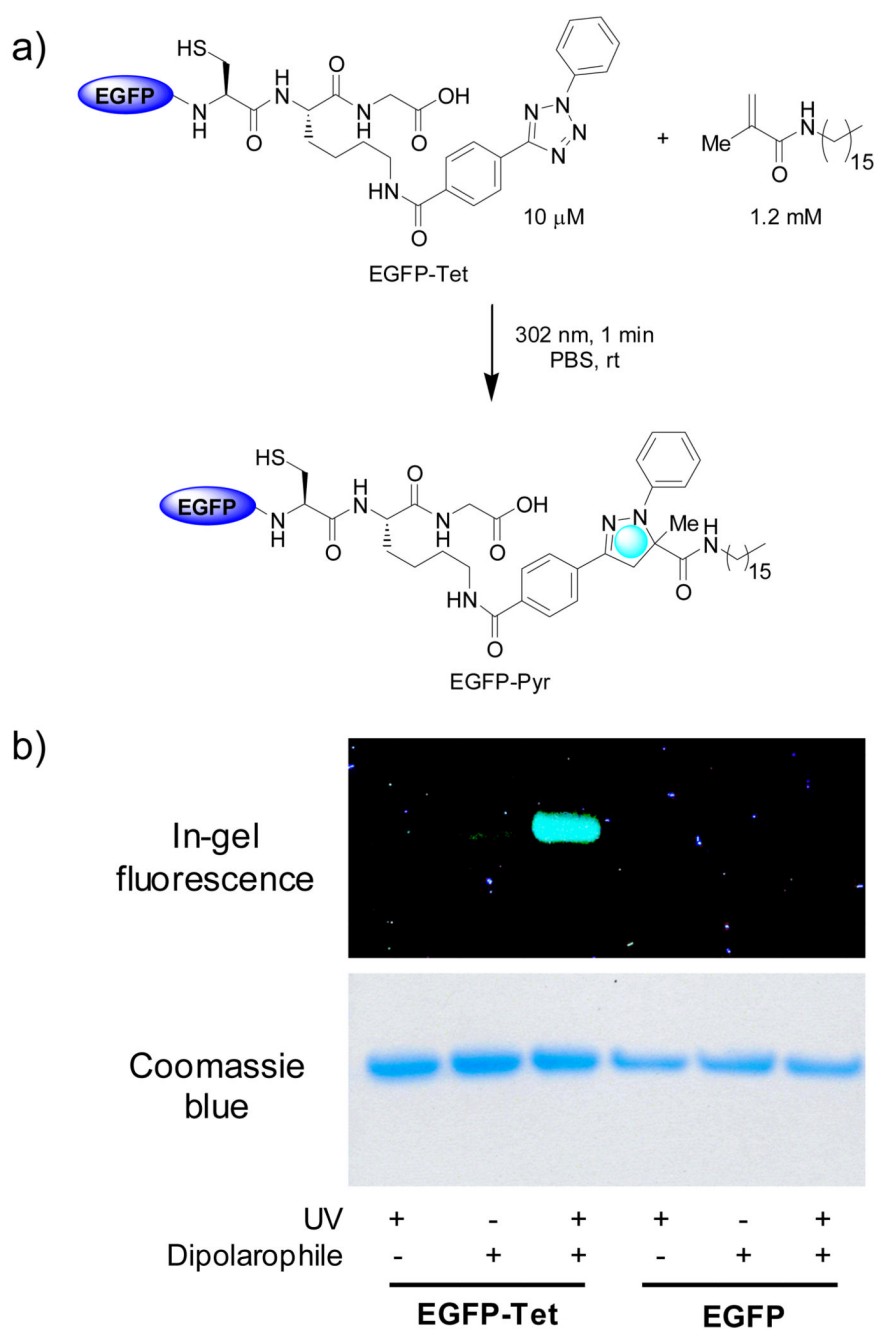 a)
HS
EGFP
N
H
O
H
N
O
N
H
O
OH
HN
O
N
N
N
N
10 μM
EGFP-Tet
+
Me
O
H
N
15
1.2 mM
302 nm, 1 min
PBS, rt
HS
EGFP
N
H
O
H
N
O
N
H
O
OH
HN
O
N
N
Me
O
H
N
15
EGFP-Pyr
b)
In-gel
fluorescence
Coomassie
blue
UV + - + + - +
Dipolarophile - + + - + +
EGFP-Tet EGFP